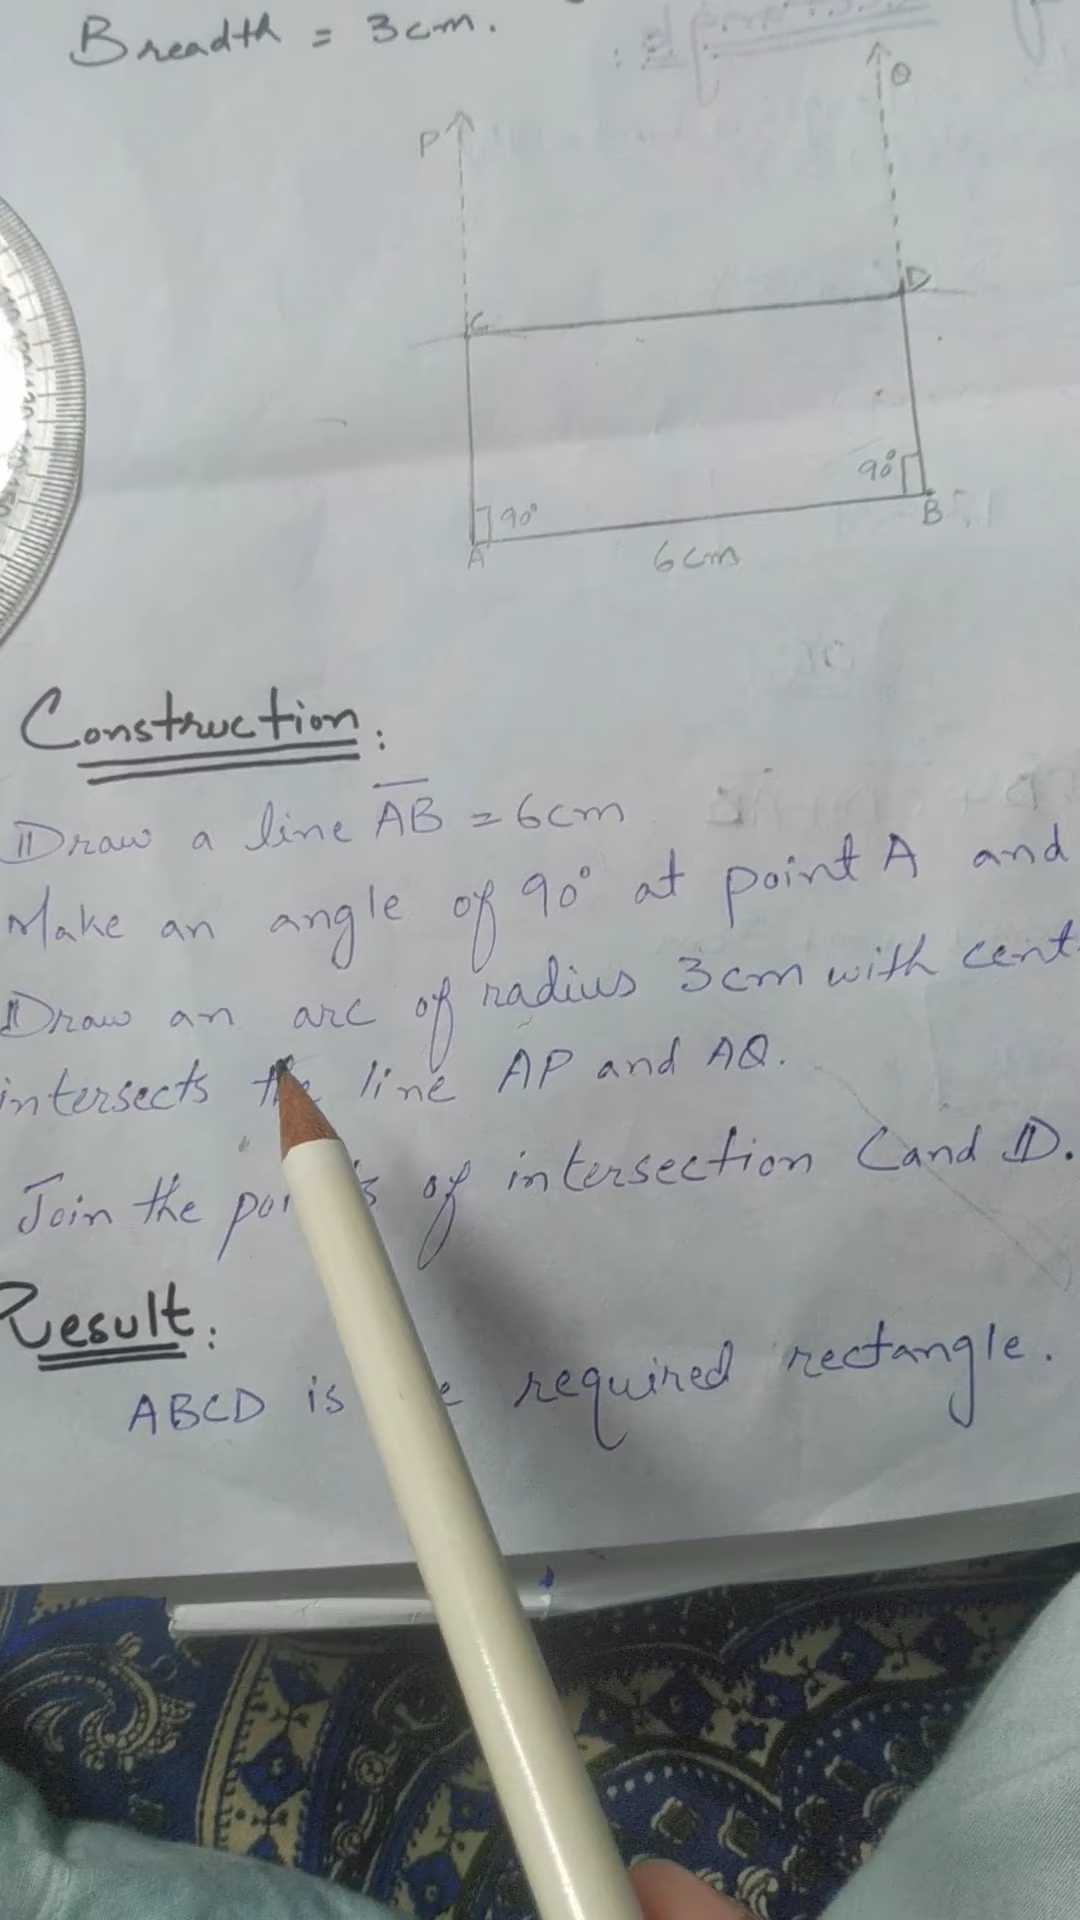 Breadth = 3cm.
P
Q
C
D
90°
90°
A
B
6cm
Construction:
Draw a line AB = 6cm
Make an angle of 90° at point A and
Draw an arc of radius 3cm with cent
intersects the line AP and AQ.
Join the points of intersection C and D.
Result:
ABCD is required rectangle.